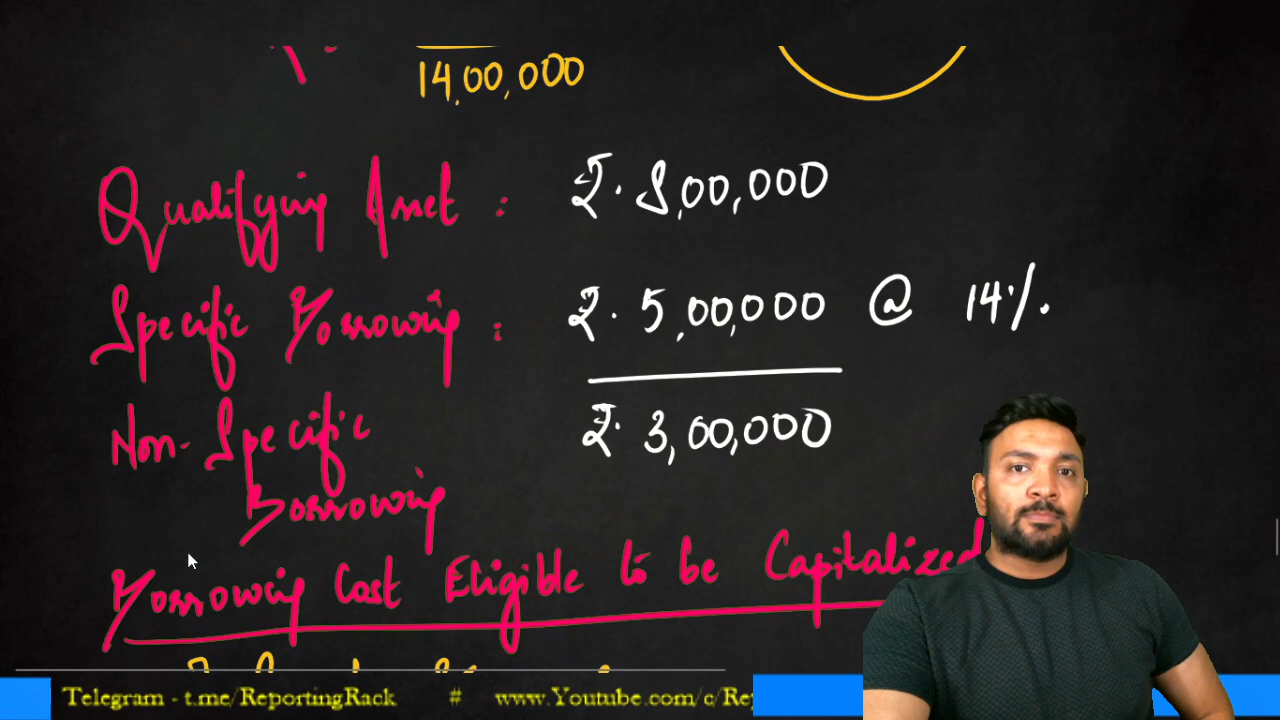 14,00,000
Qualifying Asset : ₹. 8,00,000
Specific Borrowing : ₹. 5,00,000 @ 14%.
Non-Specific Borrowing ₹. 3,00,000
Borrowing Cost Eligible to be Capitalized
Telegram - t.me/ReportingRack # www.Youtube.com/c/Rep